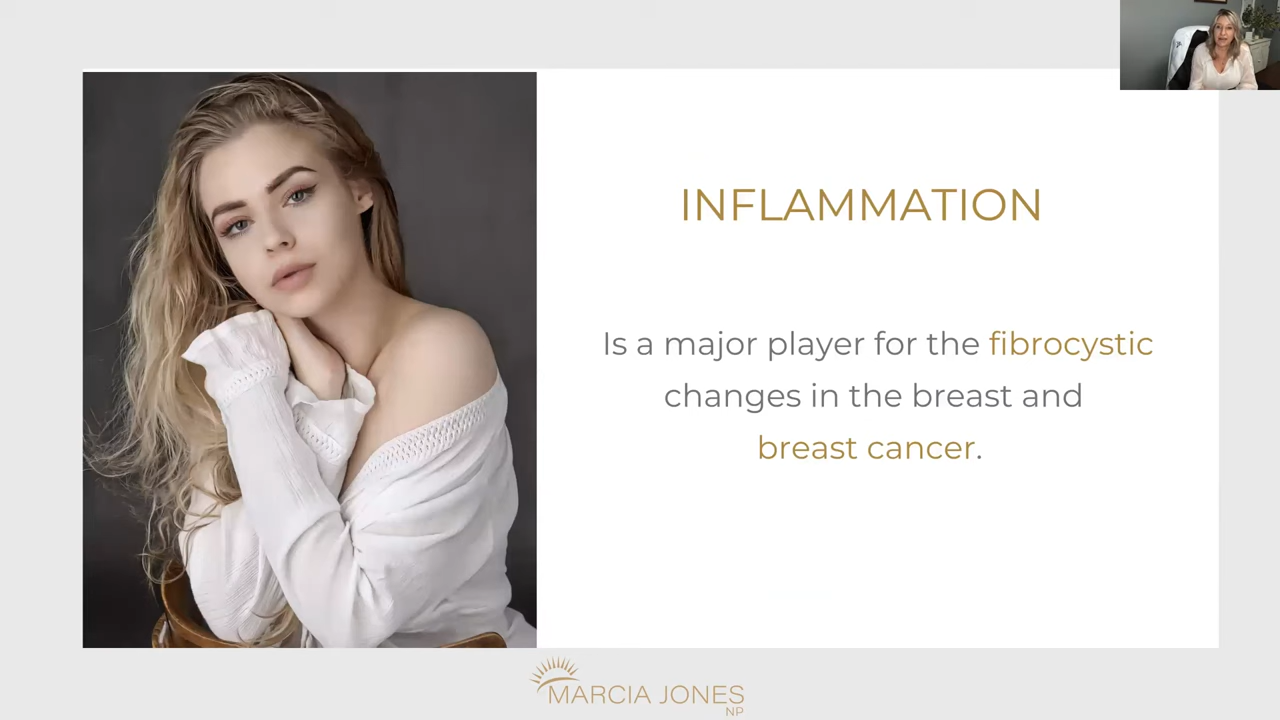 INFLAMMATION
Is a major player for the fibrocystic
changes in the breast and
breast cancer.
MARCIA JONES
NP